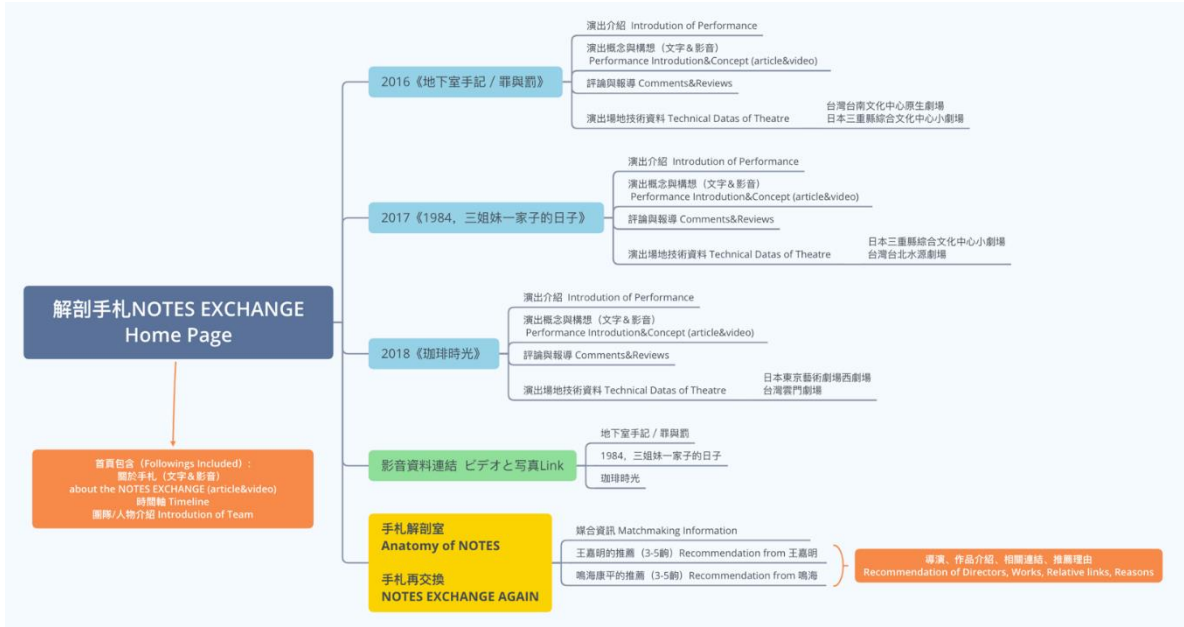 解剖手札NOTES EXCHANGE
Home Page
首頁包含（Followings Included）:
關於手札（文字＆影音）
about the NOTES EXCHANGE (article&video)
時間軸 Timeline
團隊/人物介紹 Introdution of Team
2016《地下室手記 / 罪與罰》
演出介紹 Introdution of Performance
演出概念與構想（文字＆影音）
Performance Introdution&Concept (article&video)
評論與報導 Comments&Reviews
演出場地技術資料 Technical Datas of Theatre
台灣台南文化中心原生劇場
日本三重縣綜合文化中心小劇場
2017《1984，三姐妹一家子的日子》
演出介紹 Introdution of Performance
演出概念與構想（文字＆影音）
Performance Introdution&Concept (article&video)
評論與報導 Comments&Reviews
演出場地技術資料 Technical Datas of Theatre
日本三重縣綜合文化中心小劇場
台灣台北水源劇場
2018《珈琲時光》
演出介紹 Introdution of Performance
演出概念與構想（文字＆影音）
Performance Introdution&Concept (article&video)
評論與報導 Comments&Reviews
演出場地技術資料 Technical Datas of Theatre
日本東京藝術劇場西劇場
台灣雲門劇場
影音資料連結 ビデオと写真Link
地下室手記 / 罪與罰
1984，三姐妹一家子的日子
珈琲時光
手札解剖室
Anatomy of NOTES
手札再交換
NOTES EXCHANGE AGAIN
媒合資訊 Matchmaking Information
王嘉明的推薦（3-5齣）Recommendation from 王嘉明
鳴海康平的推薦（3-5齣）Recommendation from 鳴海
導演、作品介紹、相關連結、推薦理由
Recommendation of Directors, Works, Relative links, Reasons